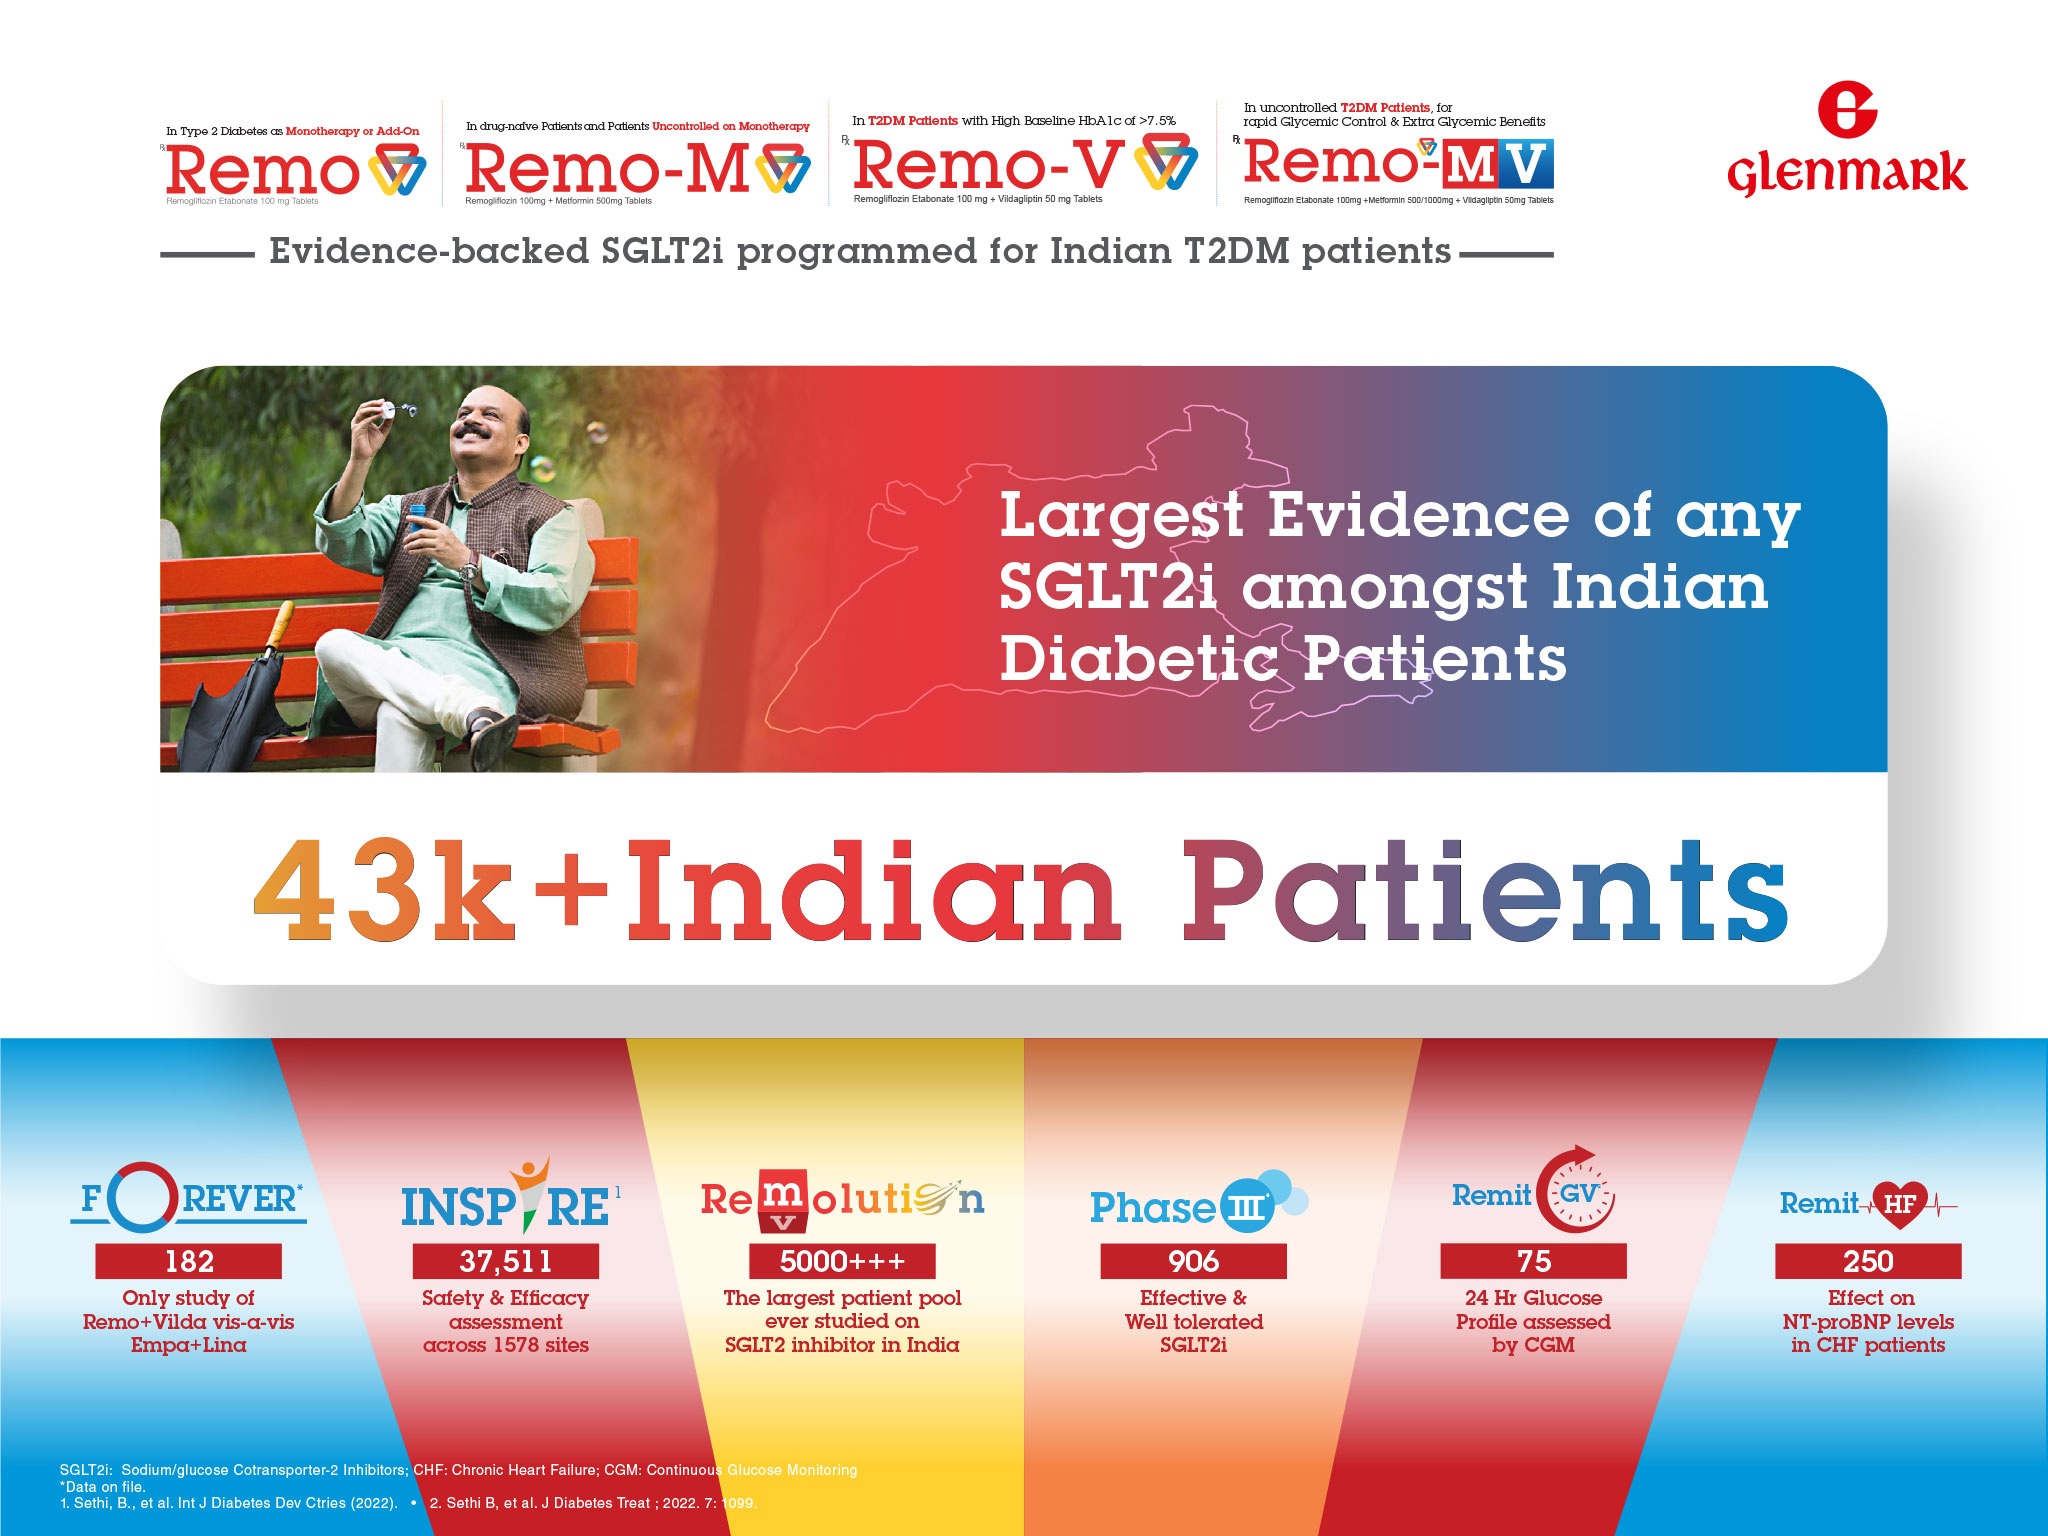 In Type 2 Diabetes as Monotherapy or Add-On
Rx Remo
Remogliflozin Etabonate 100 mg Tablets
In drug-naïve Patients and Patients Uncontrolled on Monotherapy
Rx Remo-M
Remogliflozin 100mg + Metformin 500mg Tablets
In T2DM Patients with High Baseline HbA1c of >7.5%
Rx Remo-V
Remogliflozin Etabonate 100 mg + Vildagliptin 50 mg Tablets
In uncontrolled T2DM Patients, for
rapid Glycemic Control & Extra Glycemic Benefits
Rx Remo-MV
Remogliflozin Etabonate 100mg +Metformin 500/1000mg + Vildagliptin 50mg Tablets
glenmark
Evidence-backed SGLT2i programmed for Indian T2DM patients
Largest Evidence of any
SGLT2i amongst Indian
Diabetic Patients
43k+Indian Patients
FOREVER*
182
Only study of
Remo+Vilda vis-a-vis
Empa+Lina
INSPIRE 1
37,511
Safety & Efficacy
assessment
across 1578 sites
Remolution
V
5000+++
The largest patient pool
ever studied on
SGLT2 inhibitor in India
Phase III*
906
Effective &
Well tolerated
SGLT2i
Remit GV2
75
24 Hr Glucose
Profile assessed
by CGM
Remit HF
250
Effect on
NT-proBNP levels
in CHF patients
SGLT2i: Sodium/glucose Cotransporter-2 Inhibitors; CHF: Chronic Heart Failure; CGM: Continuous Glucose Monitoring
*Data on file.
1. Sethi, B., et al. Int J Diabetes Dev Ctries (2022). • 2. Sethi B, et al. J Diabetes Treat ; 2022. 7: 1099.